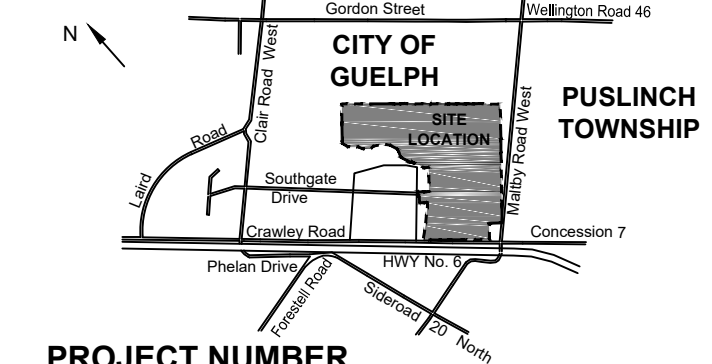 Gordon Street
Wellington Road 46
N
CITY OF
GUELPH
Clair Road West
PUSLINCH
TOWNSHIP
SITE
LOCATION
Maltby Road West
Laird Road
Southgate
Drive
Crawley Road
Concession 7
Phelan Drive
HWY No. 6
Forestell Road
Sideroad 20 North
PROJECT NUMBER